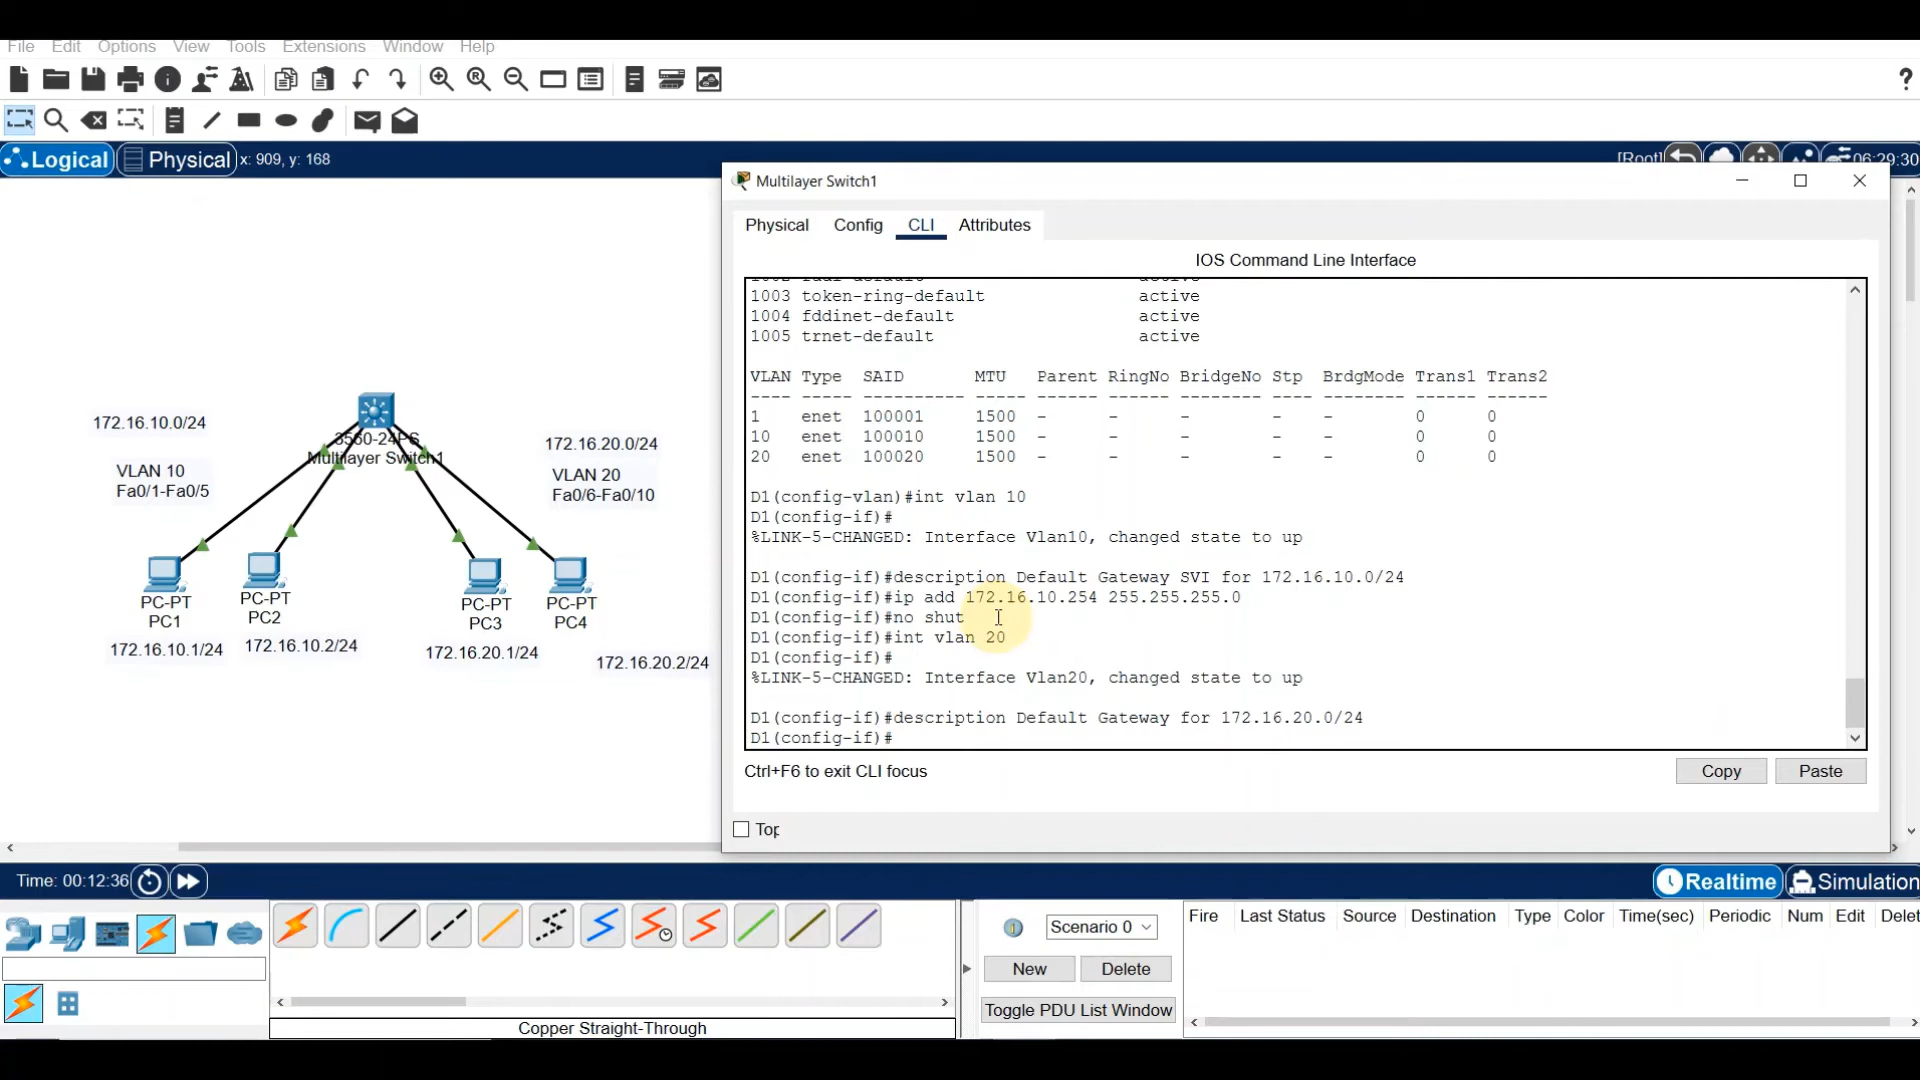 File Edit Options View Tools Extensions Window Help
Logical Physical x: 909, y: 168
[Root] 06:29:30
Multilayer Switch1
Physical Config CLI Attributes
IOS Command Line Interface
1003 token-ring-default active
1004 fddinet-default active
1005 trnet-default active
VLAN Type SAID MTU Parent RingNo BridgeNo Stp BrdgMode Trans1 Trans2
---- ----- ---------- ----- ------ ------ -------- ---- -------- ------ ------
1 enet 100001 1500 - - - - - 0 0
10 enet 100010 1500 - - - - - 0 0
20 enet 100020 1500 - - - - - 0 0
D1(config-vlan)#int vlan 10
D1(config-if)#
%LINK-5-CHANGED: Interface Vlan10, changed state to up
D1(config-if)#description Default Gateway SVI for 172.16.10.0/24
D1(config-if)#ip add 172.16.10.254 255.255.255.0
D1(config-if)#no shut
D1(config-if)#int vlan 20
D1(config-if)#
%LINK-5-CHANGED: Interface Vlan20, changed state to up
D1(config-if)#description Default Gateway for 172.16.20.0/24
D1(config-if)#
Ctrl+F6 to exit CLI focus
Copy Paste
Top
172.16.10.0/24
VLAN 10
Fa0/1-Fa0/5
3560-24PS
Multilayer Switch1
172.16.20.0/24
VLAN 20
Fa0/6-Fa0/10
PC-PT
PC1
PC-PT
PC2
PC-PT
PC3
PC-PT
PC4
172.16.10.1/24
172.16.10.2/24
172.16.20.1/24
172.16.20.2/24
Time: 00:12:36
Realtime Simulation
Scenario 0
New Delete
Toggle PDU List Window
Fire Last Status Source Destination Type Color Time(sec) Periodic Num Edit Delet
Copper Straight-Through